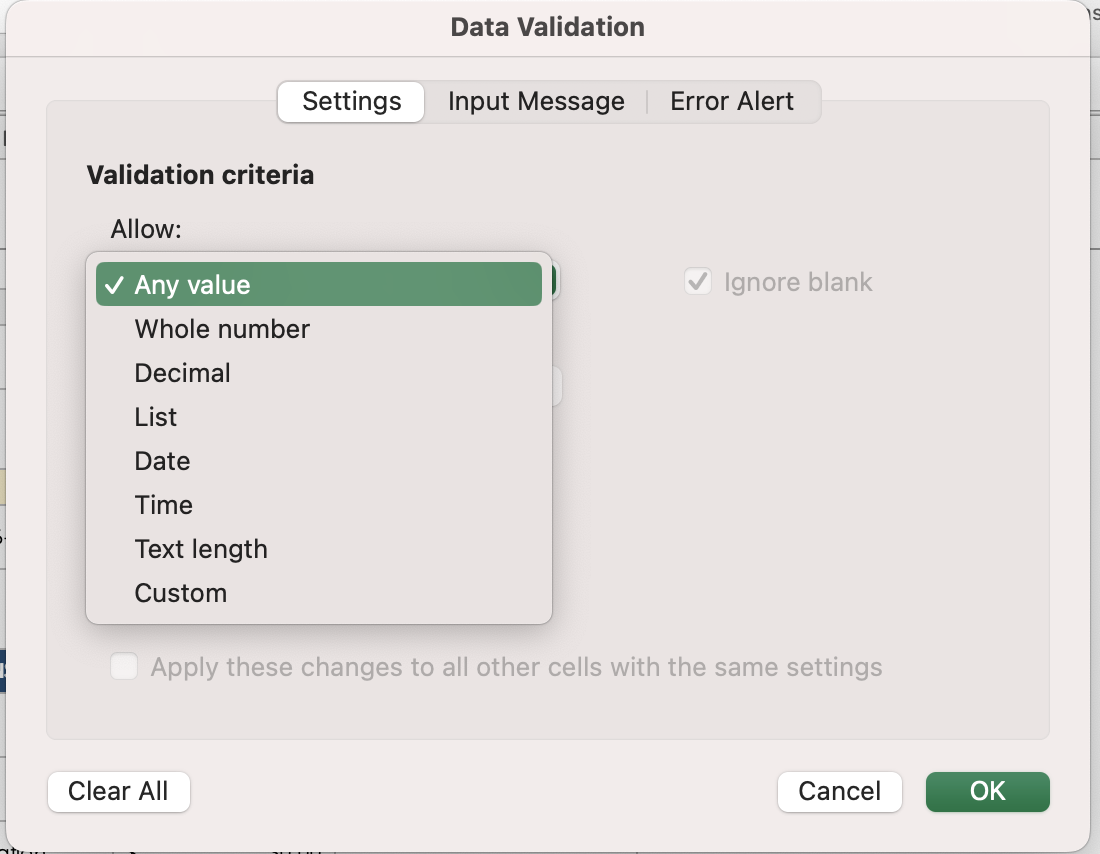 Data Validation
Settings Input Message Error Alert
Validation criteria
Allow:
Any value
Ignore blank
Whole number
Decimal
List
Date
Time
Text length
Custom
Apply these changes to all other cells with the same settings
Clear All Cancel OK